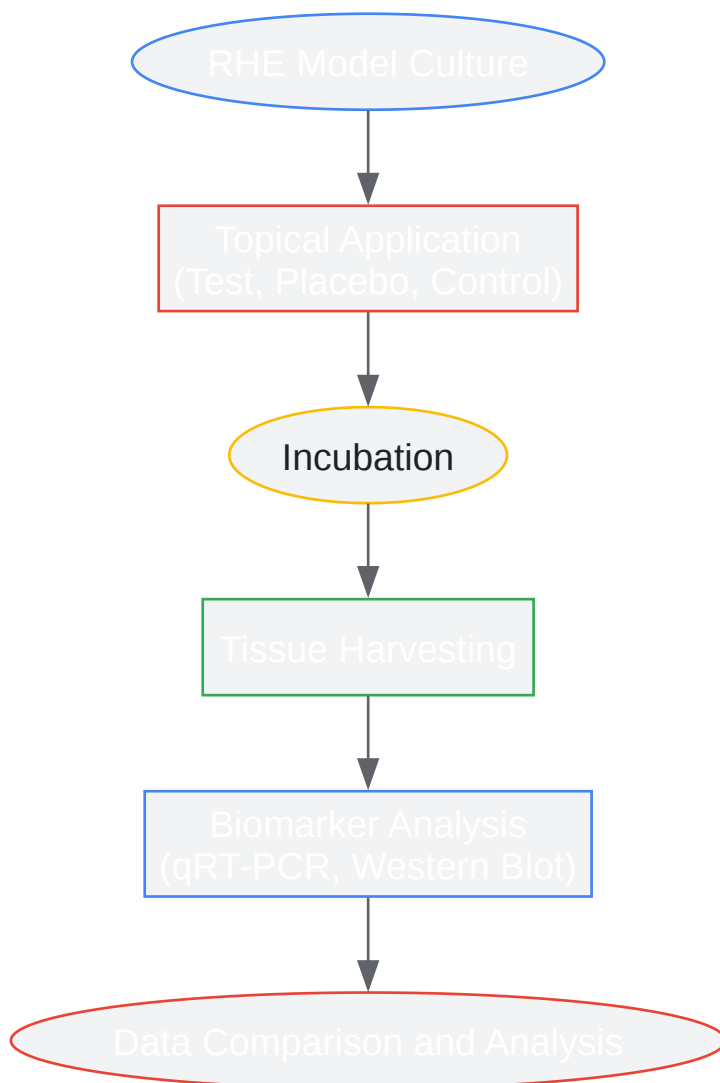 RHE Model Culture
Topical Application
(Test, Placebo, Control)
Incubation
Tissue Harvesting
Biomarker Analysis
(qRT-PCR, Western Blot)
Data Comparison and Analysis